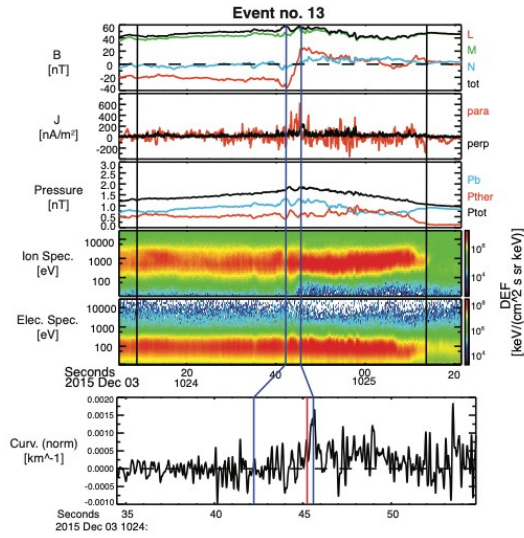 Event no. 13
B
[nT]
60
40
20
0
-20
-40
L
M
N
tot
J
[nA/m²]
600
400
200
0
-200
para
perp
Pressure
[nT]
3.0
2.5
2.0
1.5
1.0
0.5
0.0
Pb
Pther
Ptot
Ion Spec.
[eV]
10000
1000
100
10⁶
10⁴
Elec. Spec.
[eV]
10000
1000
100
10⁸
10⁶
10⁴
DEF
[keV/(cm^2 s sr keV)]
Seconds 40 00 20
2015 Dec 03 1024 1025
Curv. (norm)
[km^-1]
0.0020
0.0015
0.0010
0.0005
0.0000
-0.0005
-0.0010
35 40 45 50
Seconds
2015 Dec 03 1024: